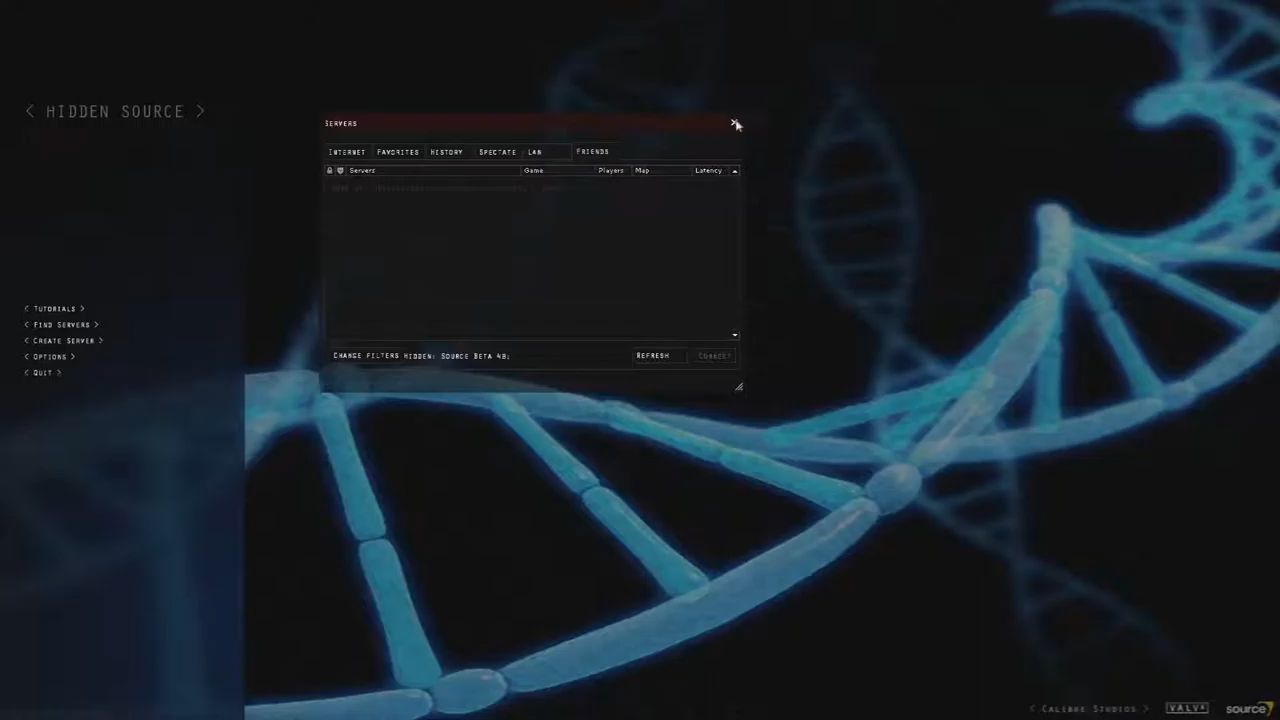 < HIDDEN SOURCE >
SERVERS
INTERNET FAVORITES HISTORY SPECTATE LAN FRIENDS
Servers Game Players Map Latency
< TUTORIALS >
< FIND SERVERS >
< CREATE SERVER >
< OPTIONS >
< QUIT >
CHANGE FILTERS HIDDEN: SOURCE BETA 4B;
REFRESH CONNECT
< CALIBRE STUDIOS > VALVE source